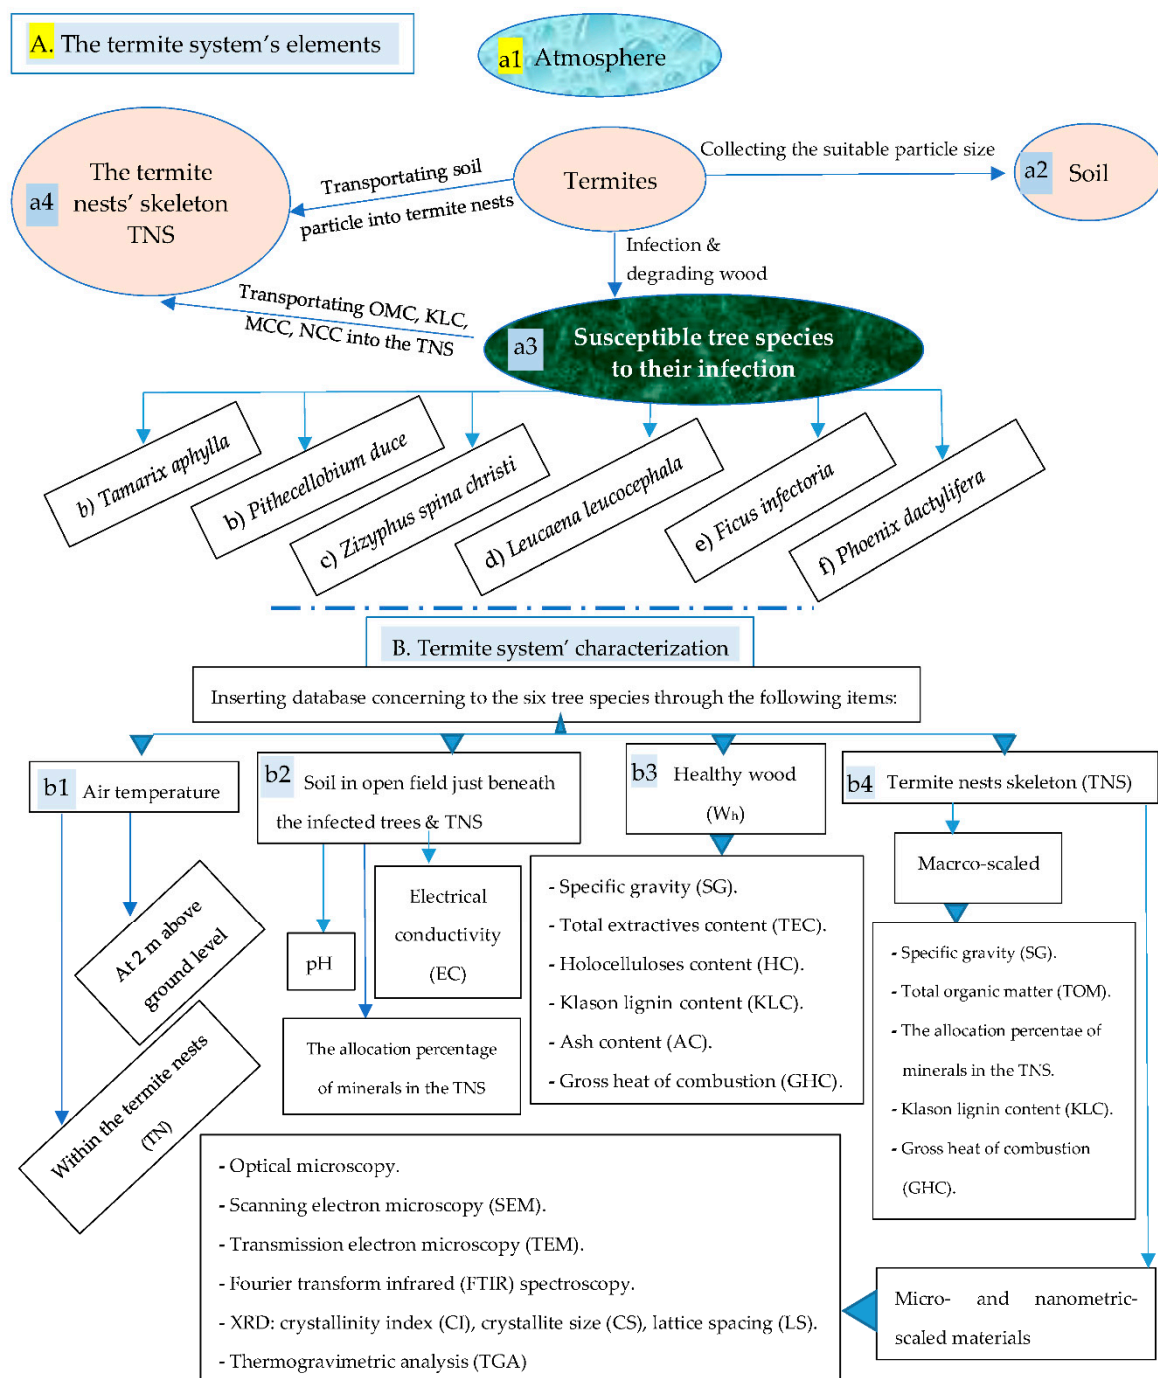 A. The termite system's elements
a1 Atmosphere
The termite
nests' skeleton
TNS
a4
Transportating soil
particle into termite nests
Termites
Collecting the suitable particle size
a2 Soil
Infection &
degrading wood
Transportating OMC, KLC,
MCC, NCC into the TNS
a3
Susceptible tree species
to their infection
b) Tamarix aphylla
b) Pithecellobium duce
c) Zizyphus spina christi
d) Leucaena leucocephala
e) Ficus infectoria
f) Phoenix dactylifera
B. Termite system' characterization
Inserting database concerning to the six tree species through the following items:
b1 Air temperature
At 2 m above
ground level
Within the termite nests
(TN)
b2 Soil in open field just beneath
the infected trees & TNS
pH
Electrical
conductivity
(EC)
The allocation percentage
of minerals in the TNS
b3 Healthy wood
(Wh)
- Specific gravity (SG).
- Total extractives content (TEC).
- Holocelluloses content (HC).
- Klason lignin content (KLC).
- Ash content (AC).
- Gross heat of combustion (GHC).
b4 Termite nests skeleton (TNS)
Macrco-scaled
- Specific gravity (SG).
- Total organic matter (TOM).
- The allocation percentae of
minerals in the TNS.
- Klason lignin content (KLC).
- Gross heat of combustion
(GHC).
Micro- and nanometric-
scaled materials
- Optical microscopy.
- Scanning electron microscopy (SEM).
- Transmission electron microscopy (TEM).
- Fourier transform infrared (FTIR) spectroscopy.
- XRD: crystallinity index (CI), crystallite size (CS), lattice spacing (LS).
- Thermogravimetric analysis (TGA)